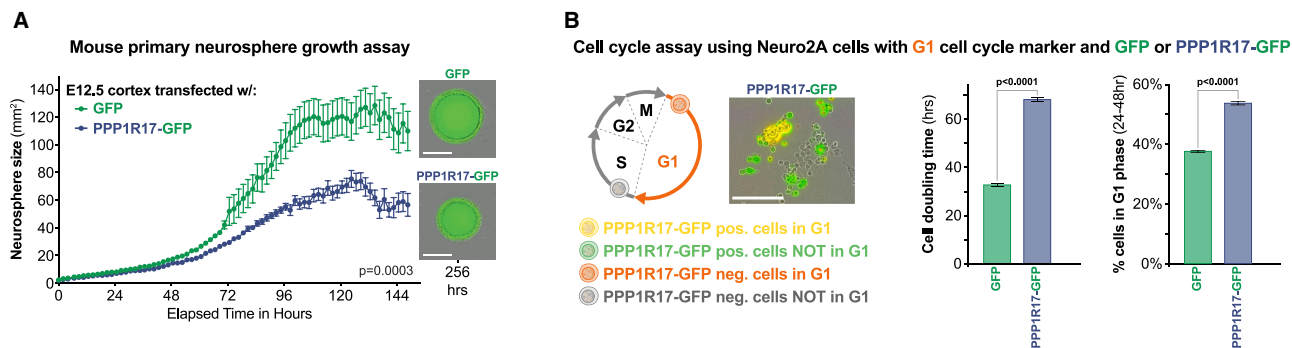 A
Mouse primary neurosphere growth assay
Neurosphere size (mm²)
140
120
100
80
60
40
20
0
E12.5 cortex transfected w/:
GFP
PPP1R17-GFP
p=0.0003
0 24 48 72 96 120 144
Elapsed Time in Hours
GFP
PPP1R17-GFP
256
hrs
B
Cell cycle assay using Neuro2A cells with G1 cell cycle marker and GFP or PPP1R17-GFP
M
G2
S
G1
PPP1R17-GFP
PPP1R17-GFP pos. cells in G1
PPP1R17-GFP pos. cells NOT in G1
PPP1R17-GFP neg. cells in G1
PPP1R17-GFP neg. cells NOT in G1
Cell doubling time (hrs)
p<0.0001
60
30
0
GFP
PPP1R17-GFP
% cells in G1 phase (24-48hr)
p<0.0001
60%
40%
20%
0%
GFP
PPP1R17-GFP